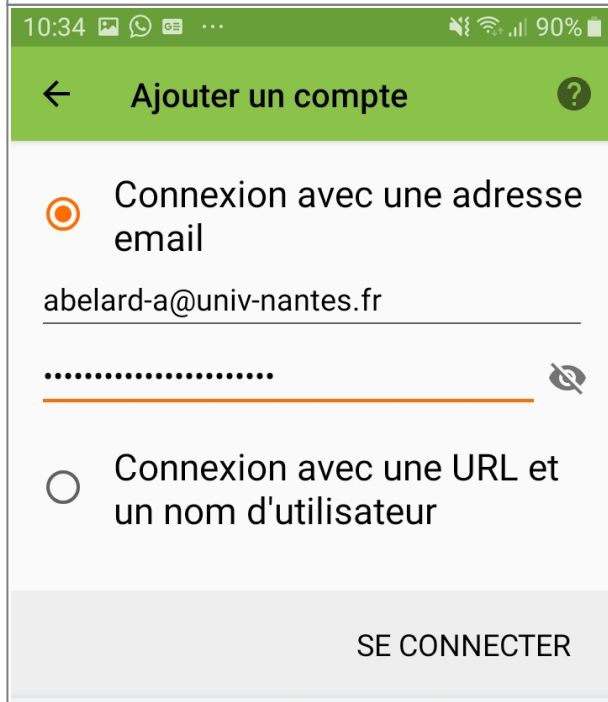 10:34 GE ... 90%
Ajouter un compte ?
Connexion avec une adresse
email
abelard-a@univ-nantes.fr
•••••••••••••••••••••••
Connexion avec une URL et
un nom d'utilisateur
SE CONNECTER